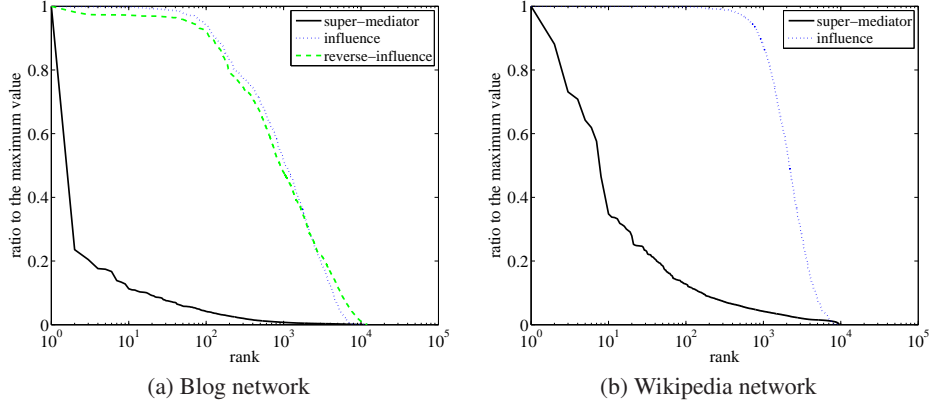 super−mediator
influence
reverse−influence
ratio to the maximum value
1
0.8
0.6
0.4
0.2
0
10^0 10^1 10^2 10^3 10^4 10^5
rank
(a) Blog network
super−mediator
influence
ratio to the maximum value
1
0.8
0.6
0.4
0.2
0
10^0 10^1 10^2 10^3 10^4 10^5
rank
(b) Wikipedia network